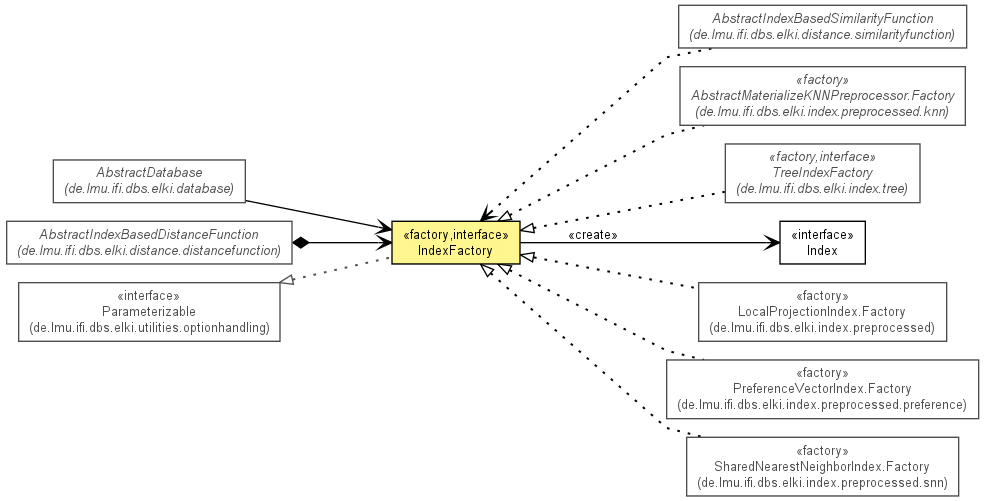 AbstractIndexBasedSimilarityFunction
(de.lmu.ifi.dbs.elki.distance.similarityfunction)
«factory»
AbstractMaterializeKNNPreprocessor.Factory
(de.lmu.ifi.dbs.elki.index.preprocessed.knn)
«factory,interface»
TreeIndexFactory
(de.lmu.ifi.dbs.elki.index.tree)
AbstractDatabase
(de.lmu.ifi.dbs.elki.database)
AbstractIndexBasedDistanceFunction
(de.lmu.ifi.dbs.elki.distance.distancefunction)
«interface»
Parameterizable
(de.lmu.ifi.dbs.elki.utilities.optionhandling)
«factory,interface»
IndexFactory
«create»
«interface»
Index
«factory»
LocalProjectionIndex.Factory
(de.lmu.ifi.dbs.elki.index.preprocessed)
«factory»
PreferenceVectorIndex.Factory
(de.lmu.ifi.dbs.elki.index.preprocessed.preference)
«factory»
SharedNearestNeighborIndex.Factory
(de.lmu.ifi.dbs.elki.index.preprocessed.snn)